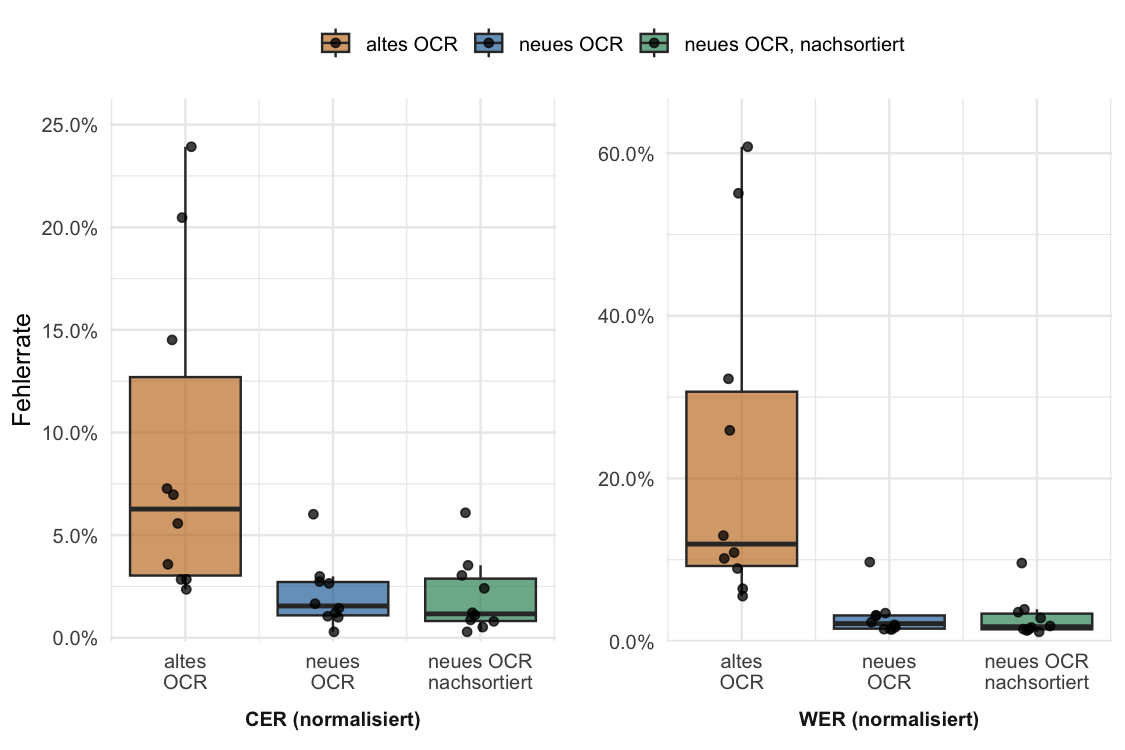 altes OCR neues OCR neues OCR, nachsortiert
Fehlerrate
25.0%
20.0%
15.0%
10.0%
5.0%
0.0%
altes
OCR
neues
OCR
neues OCR
nachsortiert
CER (normalisiert)
60.0%
40.0%
20.0%
0.0%
altes
OCR
neues
OCR
neues OCR
nachsortiert
WER (normalisiert)